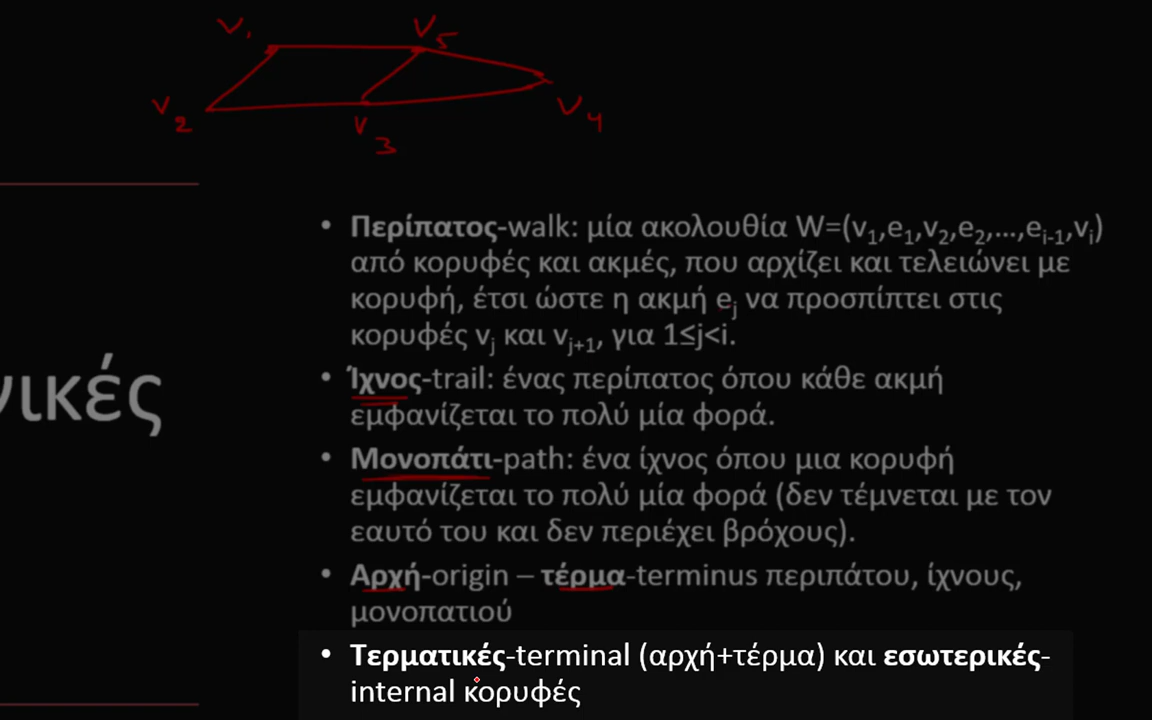 v₁ v₅
v₂ v₃ v₄
• Περίπατος-walk: μία ακολουθία W=(v₁,e₁,v₂,e₂,…,eᵢ₋₁,vᵢ)
από κορυφές και ακμές, που αρχίζει και τελειώνει με
κορυφή, έτσι ώστε η ακμή eⱼ να προσπίπτει στις
κορυφές vⱼ και vⱼ₊₁, για 1≤j<i.
νικές
• Ίχνος-trail: ένας περίπατος όπου κάθε ακμή
εμφανίζεται το πολύ μία φορά.
• Μονοπάτι-path: ένα ίχνος όπου μια κορυφή
εμφανίζεται το πολύ μία φορά (δεν τέμνεται με τον
εαυτό του και δεν περιέχει βρόχους).
• Αρχή-origin – τέρμα-terminus περιπάτου, ίχνους,
μονοπατιού
• Τερματικές-terminal (αρχή+τέρμα) και εσωτερικές-
internal κορυφές